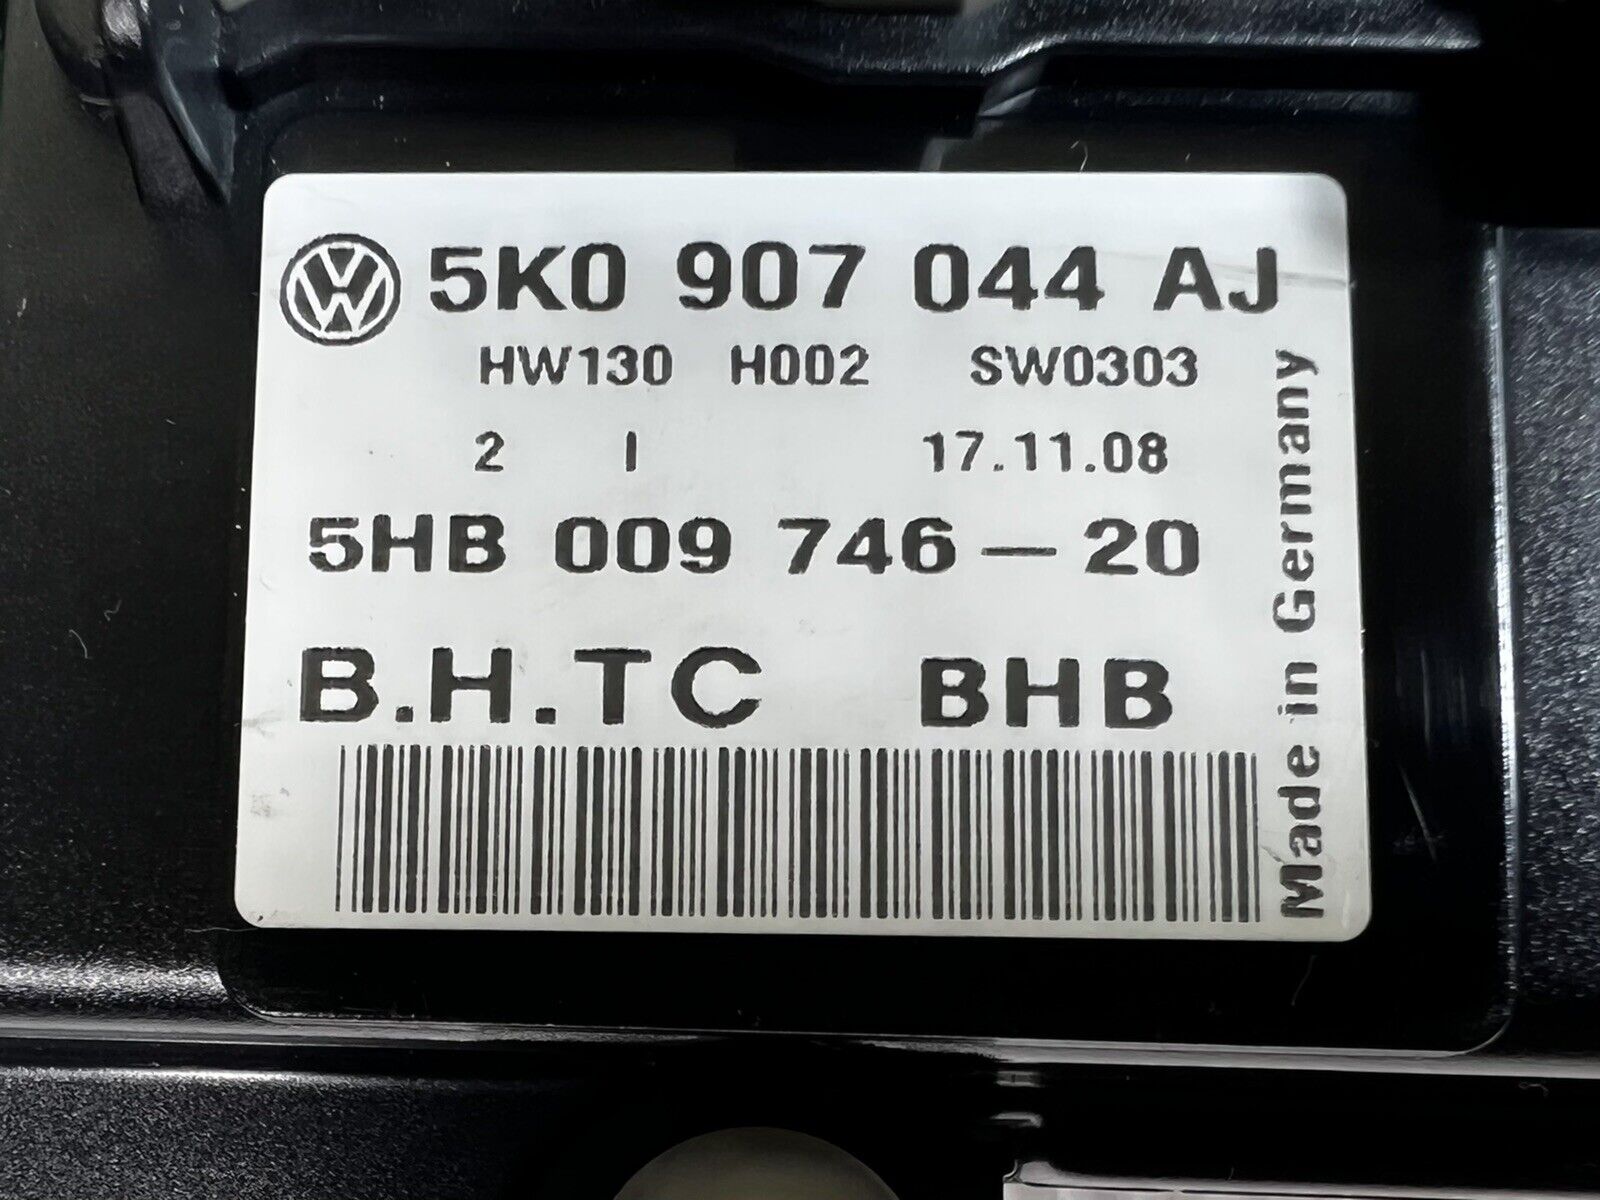 VW 5K0 907 044 AJ
HW130 H002 SW0303
2 I 17.11.08
5HB 009 746-20
B.H.TC BHB
Made in Germany